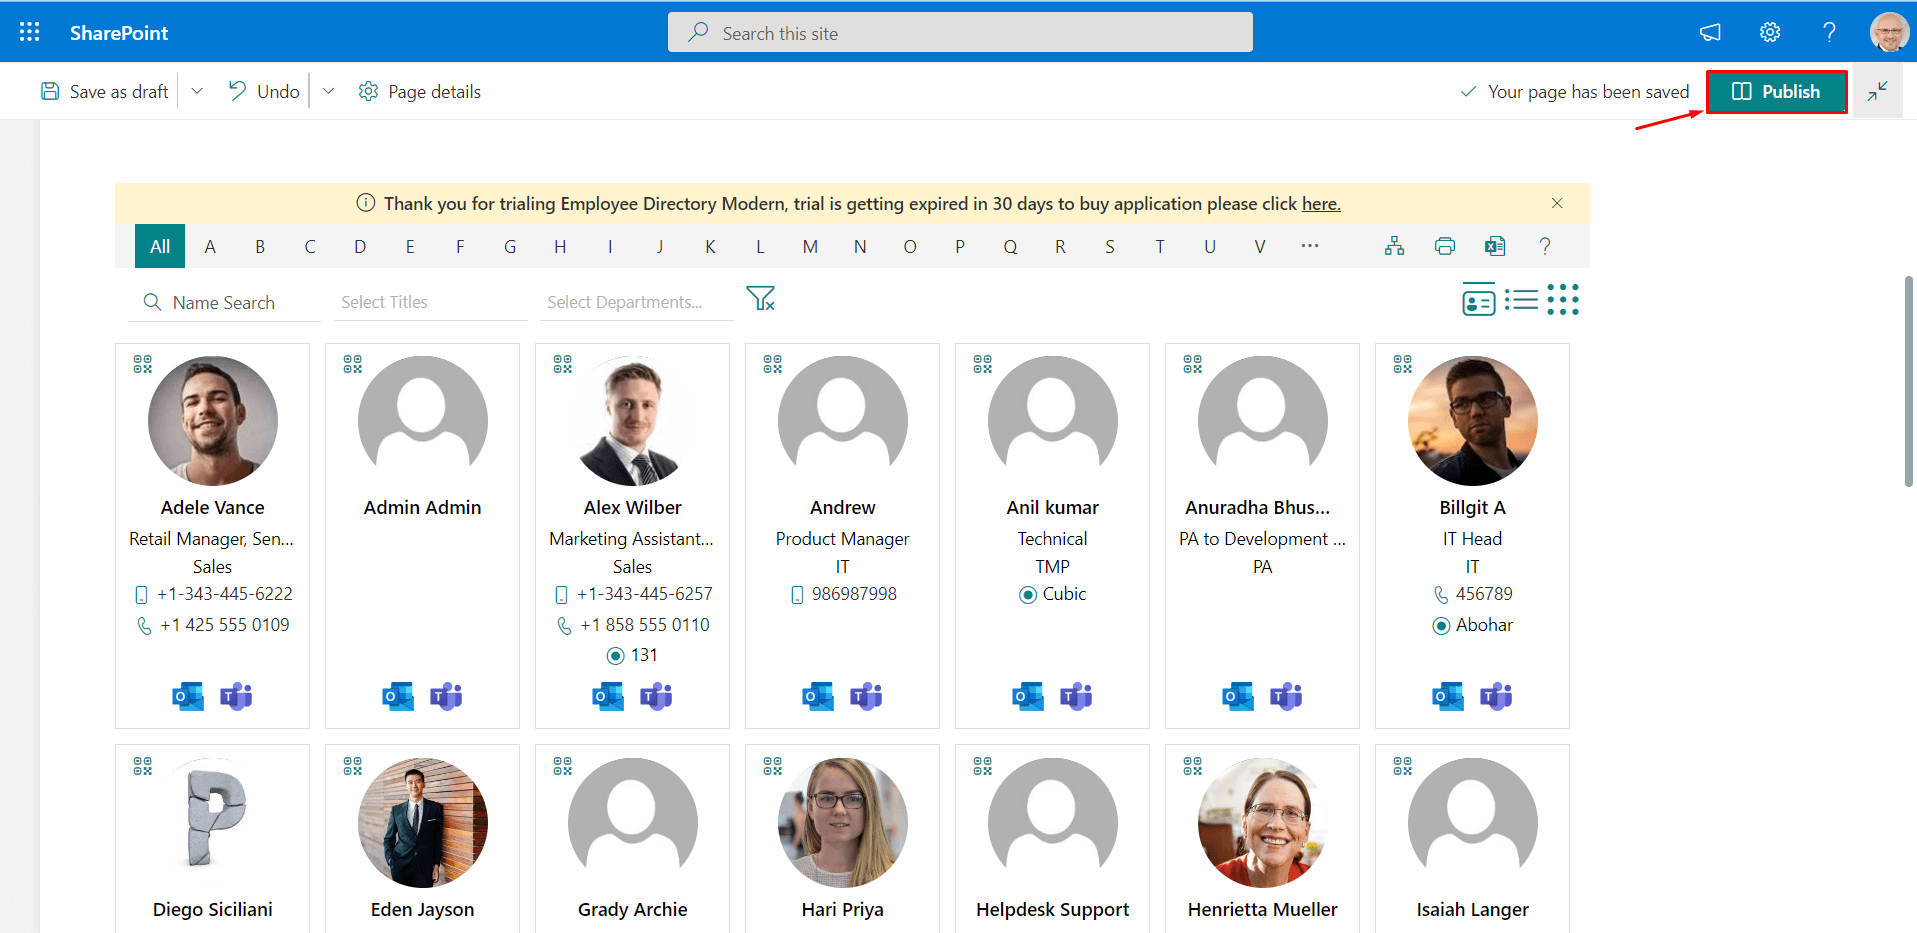 SharePoint
Search this site
Save as draft
Undo
Page details
Your page has been saved
Publish
Thank you for trialing Employee Directory Modern, trial is getting expired in 30 days to buy application please click here.
All A B C D E F G H I J K L M N O P Q R S T U V ...
Name Search
Select Titles
Select Departments...
Adele Vance
Retail Manager, Sen...
Sales
+1-343-445-6222
+1 425 555 0109
Admin Admin
Alex Wilber
Marketing Assistant...
Sales
+1-343-445-6257
+1 858 555 0110
131
Andrew
Product Manager
IT
986987998
Anil kumar
Technical
TMP
Cubic
Anuradha Bhus...
PA to Development ...
PA
Billgit A
IT Head
IT
456789
Abohar
Diego Siciliani
Eden Jayson
Grady Archie
Hari Priya
Helpdesk Support
Henrietta Mueller
Isaiah Langer